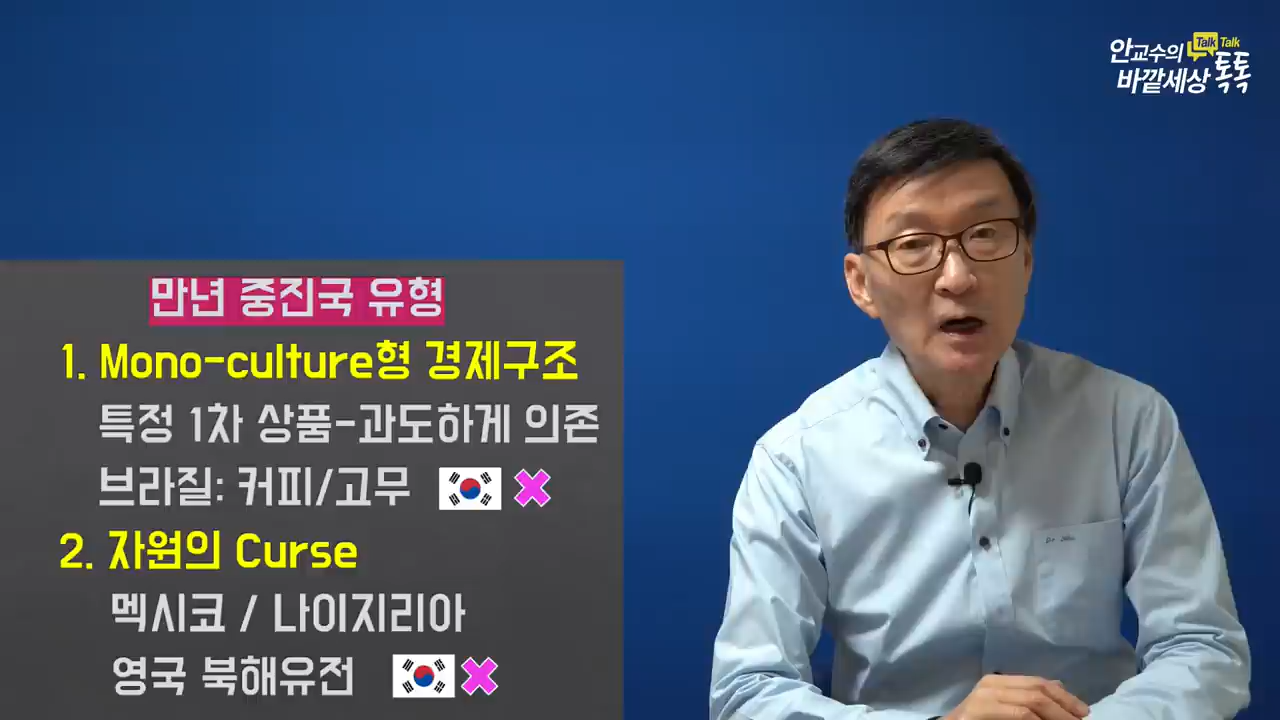 안교수의 Talk Talk
바깥세상 톡톡
만년 중진국 유형
1. Mono-culture형 경제구조
특정 1차 상품-과도하게 의존
브라질: 커피/고무
2. 자원의 Curse
멕시코 / 나이지리아
영국 북해유전